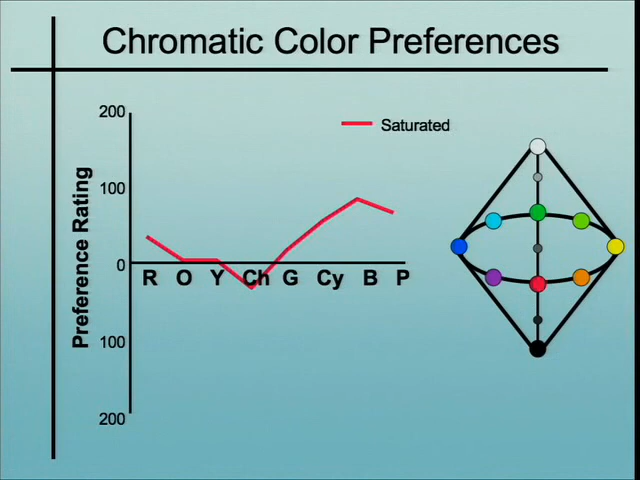 Chromatic Color Preferences
Saturated
Preference Rating
200
100
0
100
200
R O Y Ch G Cy B P